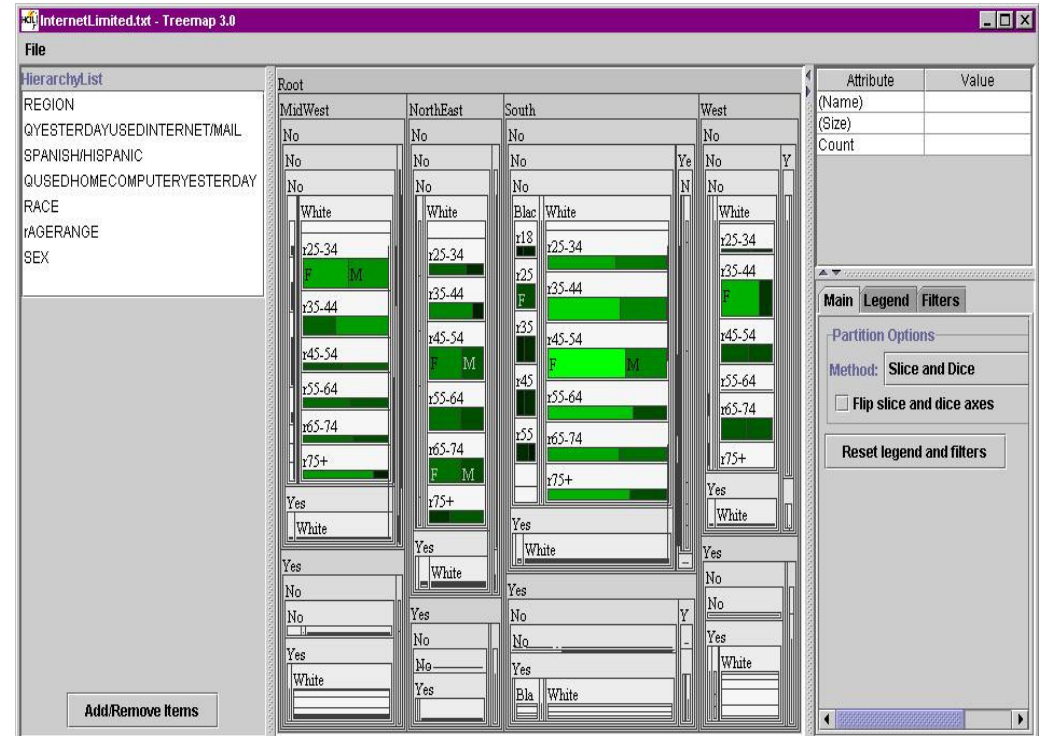 HCIL InternetLimited.txt - Treemap 3.0
File
HierarchyList
REGION
QYESTERDAYUSEDINTERNET/MAIL
SPANISH/HISPANIC
QUSEDHOMECOMPUTERYESTERDAY
RACE
rAGERANGE
SEX
Add/Remove Items
Root
MidWest
No
No
No
White
r25-34
F M
r35-44
r45-54
r55-64
r65-74
r75+
Yes
White
Yes
No
No
Yes
White
NorthEast
No
No
No
White
r25-34
r35-44
r45-54
F M
r55-64
r65-74
F M
r75+
Yes
White
Yes
No
No
Yes
South
No
No Ye
No N
Blac White
r18
r25-34
r25
F
r35-44
r35
r45-54
F M
r45
r55-64
r55
r65-74
r75+
Yes
White
Yes
No Y
No
Yes
Bla White
West
No
No Y
No
White
r25-34
r35-44
F
r45-54
r55-64
r65-74
r75+
Yes
White
Yes
No
No
Yes
White
Attribute Value
(Name)
(Size)
Count
Main Legend Filters
Partition Options
Method: Slice and Dice
Flip slice and dice axes
Reset legend and filters